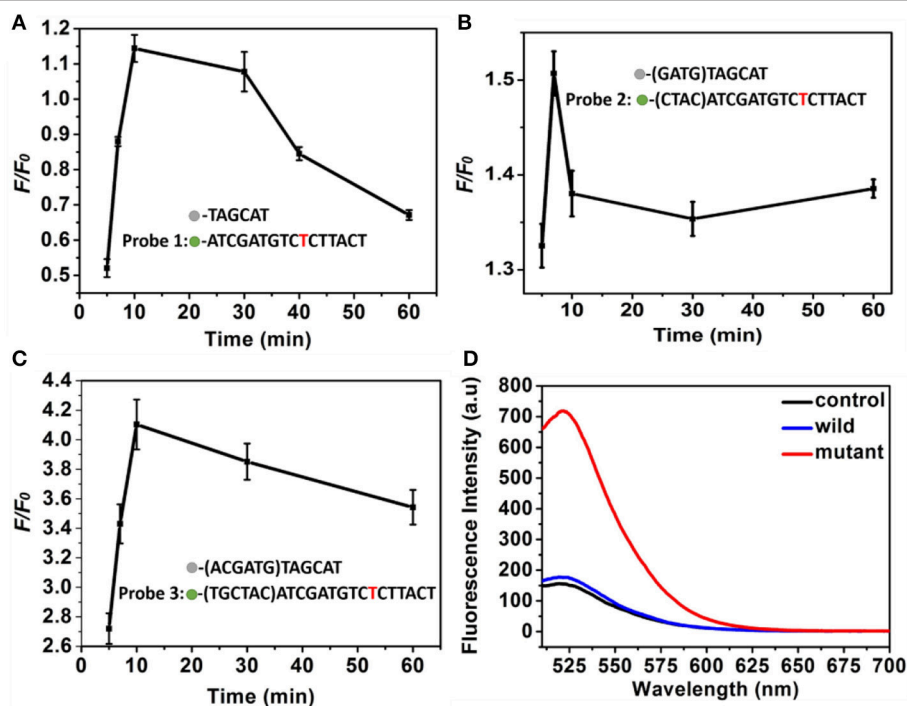 A
1.2
1.1
1.0
0.9
0.8
0.7
0.6
0.5
F/F0
-TAGCAT
Probe 1: -ATCGATGTCTCTTACT
0 10 20 30 40 50 60
Time (min)
B
1.5
1.4
1.3
F/F0
-(GATG)TAGCAT
Probe 2: -(CTAC)ATCGATGTCTCTTACT
10 20 30 40 50 60
Time (min)
C
4.4
4.2
4.0
3.8
3.6
3.4
3.2
3.0
2.8
2.6
F/F0
-(ACGATG)TAGCAT
Probe 3: -(TGCTAC)ATCGATGTCTCTTACT
0 10 20 30 40 50 60
Time (min)
D
800
700
600
500
400
300
200
100
0
Fluorescence Intensity (a.u)
control
wild
mutant
525 550 575 600 625 650 675 700
Wavelength (nm)